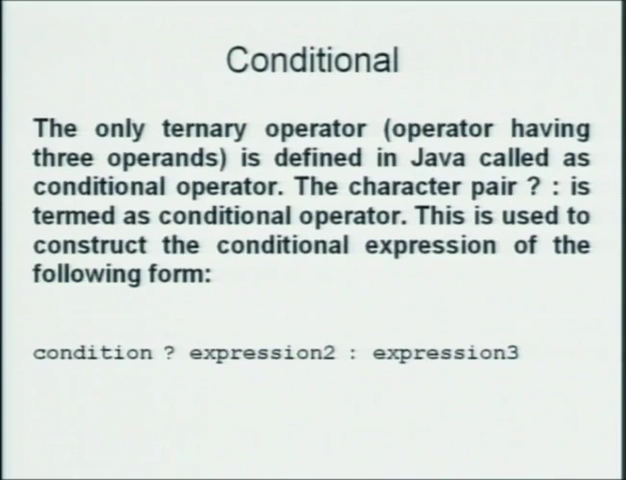 Conditional
The only ternary operator (operator having
three operands) is defined in Java called as
conditional operator. The character pair ? : is
termed as conditional operator. This is used to
construct the conditional expression of the
following form:
condition ? expression2 : expression3